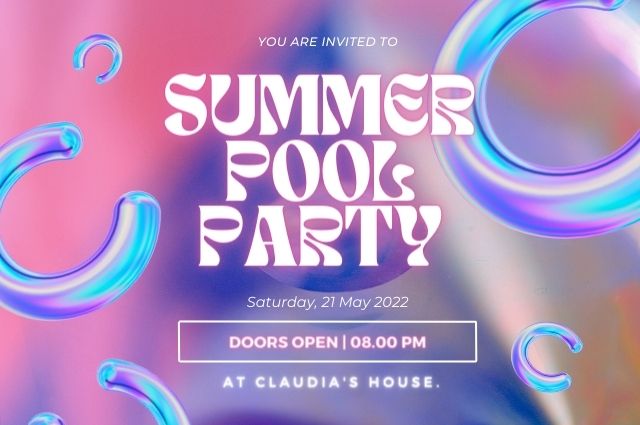 YOU ARE INVITED TO
SUMMER
POOL
PARTY
Saturday, 21 May 2022
DOORS OPEN | 08.00 PM
AT CLAUDIA'S HOUSE.